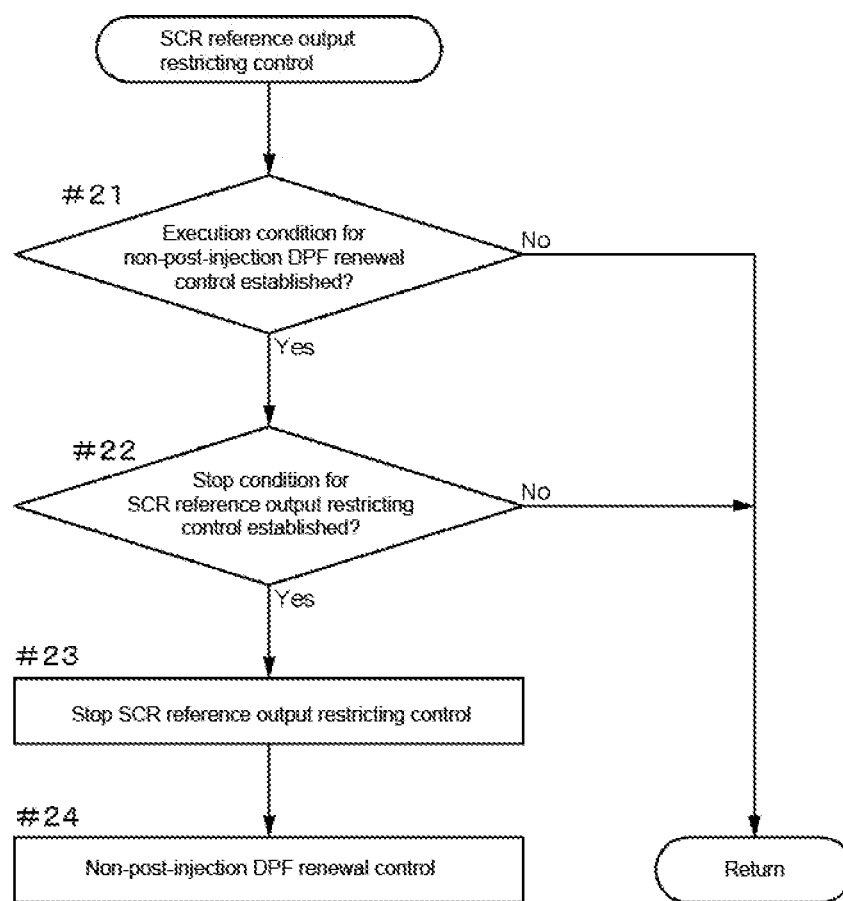 SCR reference output
restricting control
#21
Execution condition for
non-post-injection DPF renewal
control established?
No
Yes
#22
Stop condition for
SCR reference output restricting
control established?
No
Yes
#23
Stop SCR reference output restricting control
#24
Non-post-injection DPF renewal control
Return